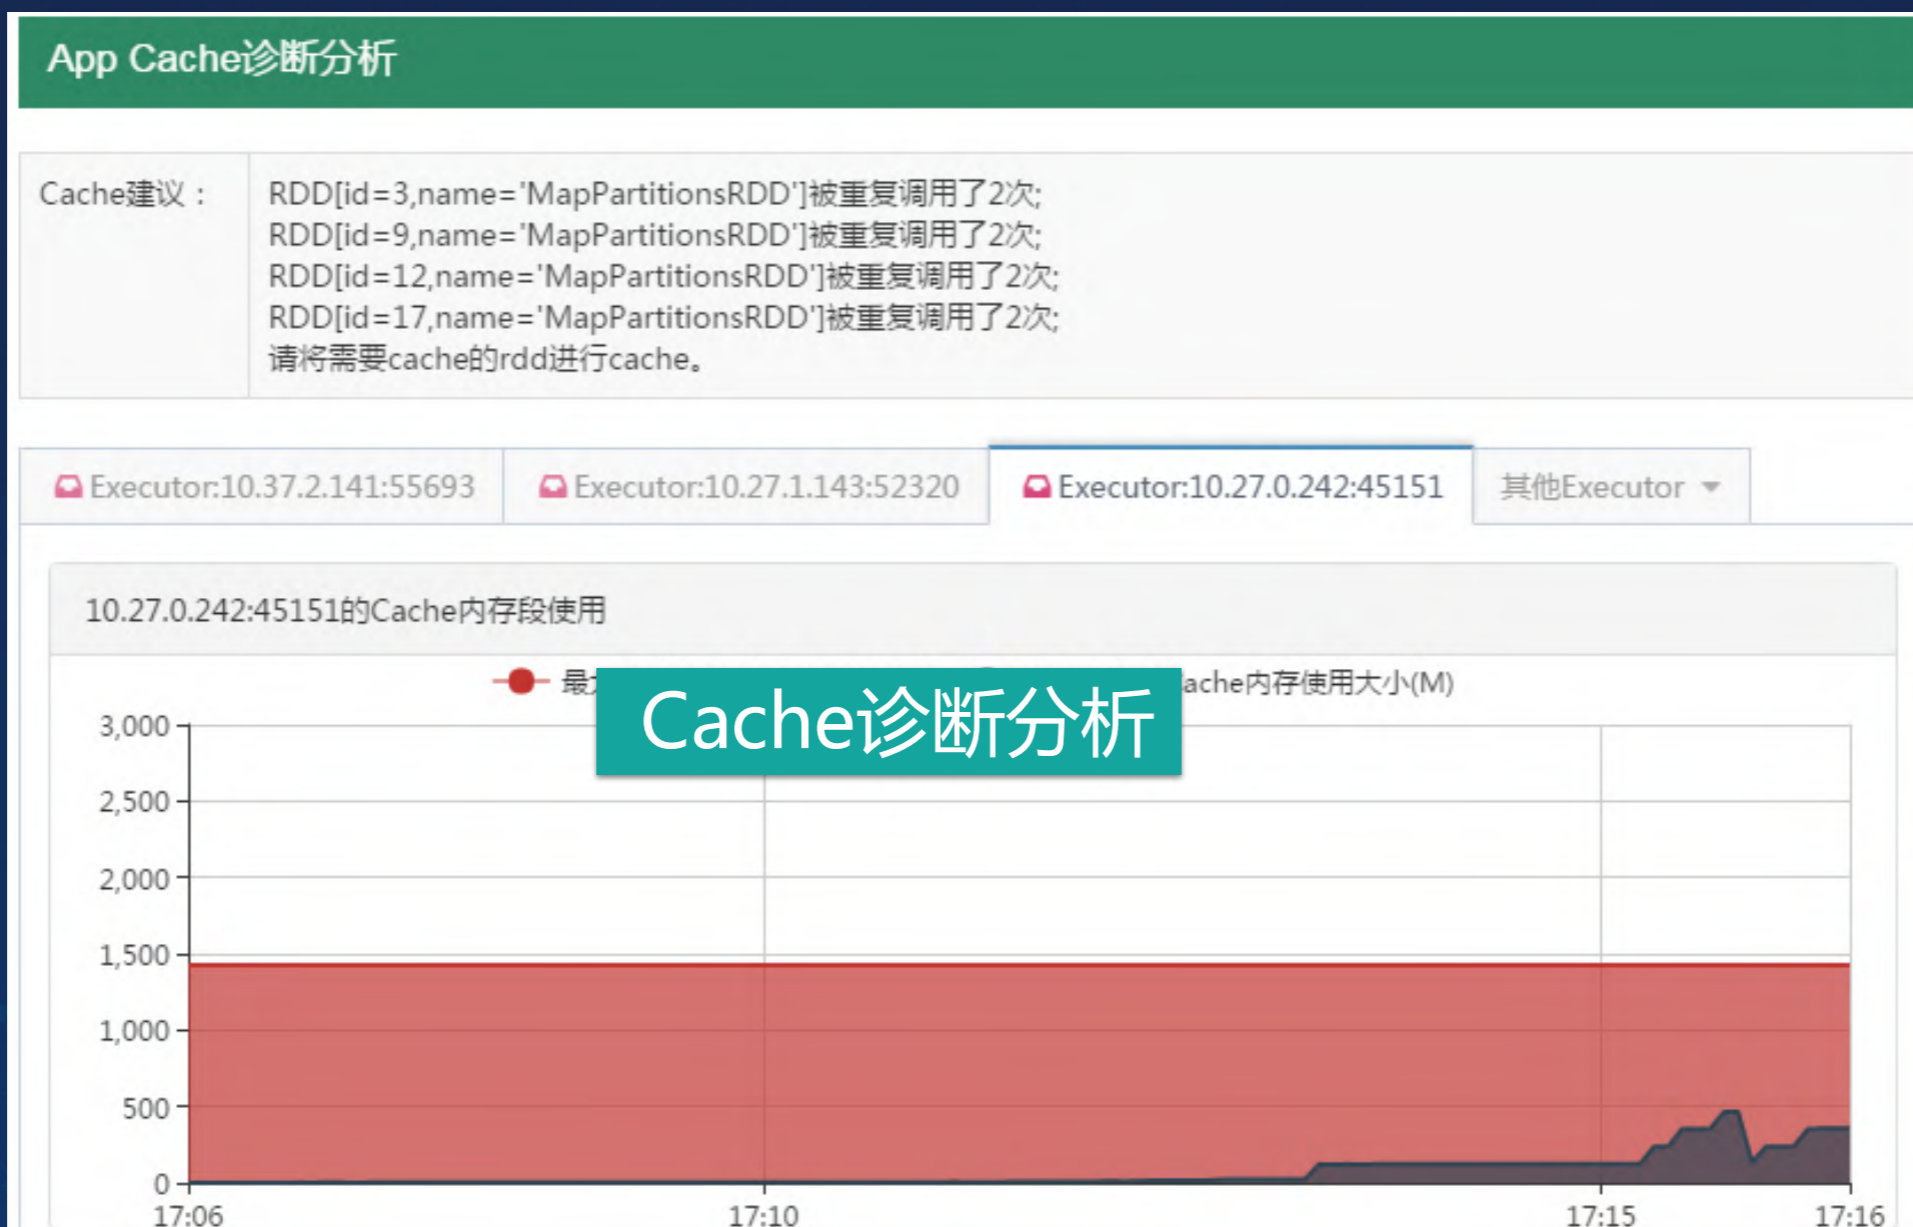 App Cache诊断分析
Cache建议：
RDD[id=3,name='MapPartitionsRDD']被重复调用了2次;
RDD[id=9,name='MapPartitionsRDD']被重复调用了2次;
RDD[id=12,name='MapPartitionsRDD']被重复调用了2次;
RDD[id=17,name='MapPartitionsRDD']被重复调用了2次;
请将需要cache的rdd进行cache。
Executor:10.37.2.141:55693
Executor:10.27.1.143:52320
Executor:10.27.0.242:45151
其他Executor
10.27.0.242:45151的Cache内存段使用
最
ache内存使用大小(M)
Cache诊断分析
3,000
2,500
2,000
1,500
1,000
500
0
17:06
17:10
17:15
17:16